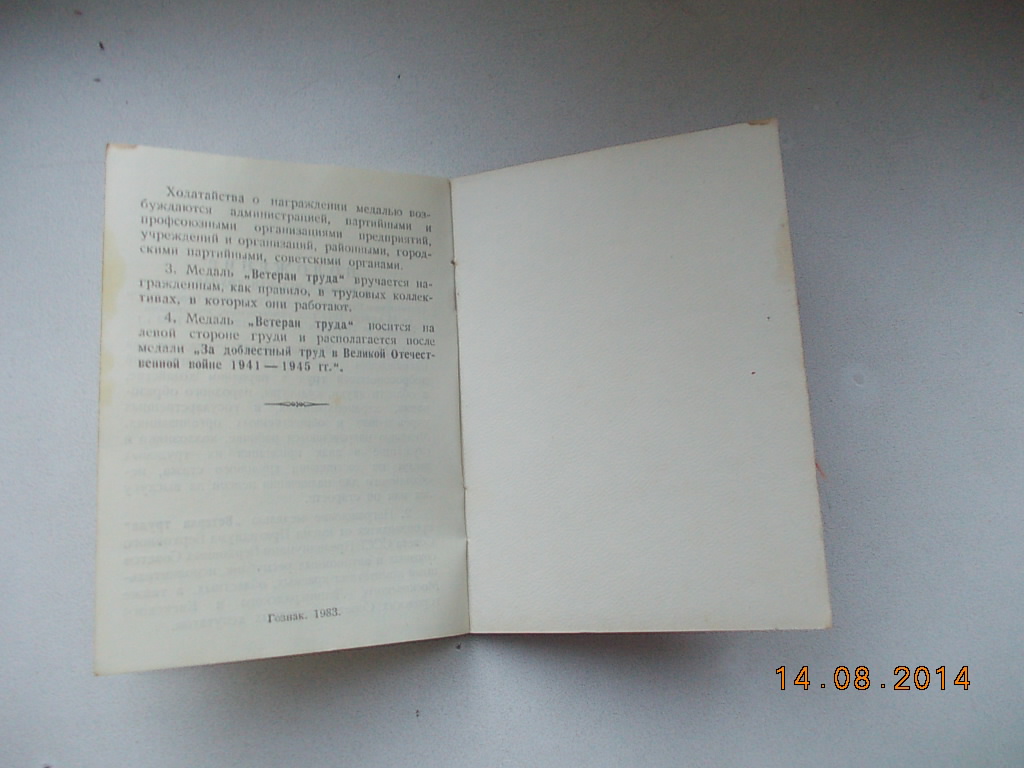 Ходатайства о награждении медалью воз-
буждаются администрацией, партийными и
профсоюзными организациями предприятий,
учреждений и организаций, районными, город-
скими партийными, советскими органами.
3. Медаль „Ветеран труда“ вручается на-
гражденным, как правило, в трудовых коллек-
тивах, в которых они работают.
4. Медаль „Ветеран труда“ носится на
левой стороне груди и располагается после
медали „За доблестный труд в Великой Отечест-
венной войне 1941 — 1945 гг.“.
Гознак. 1983.
14.08.2014